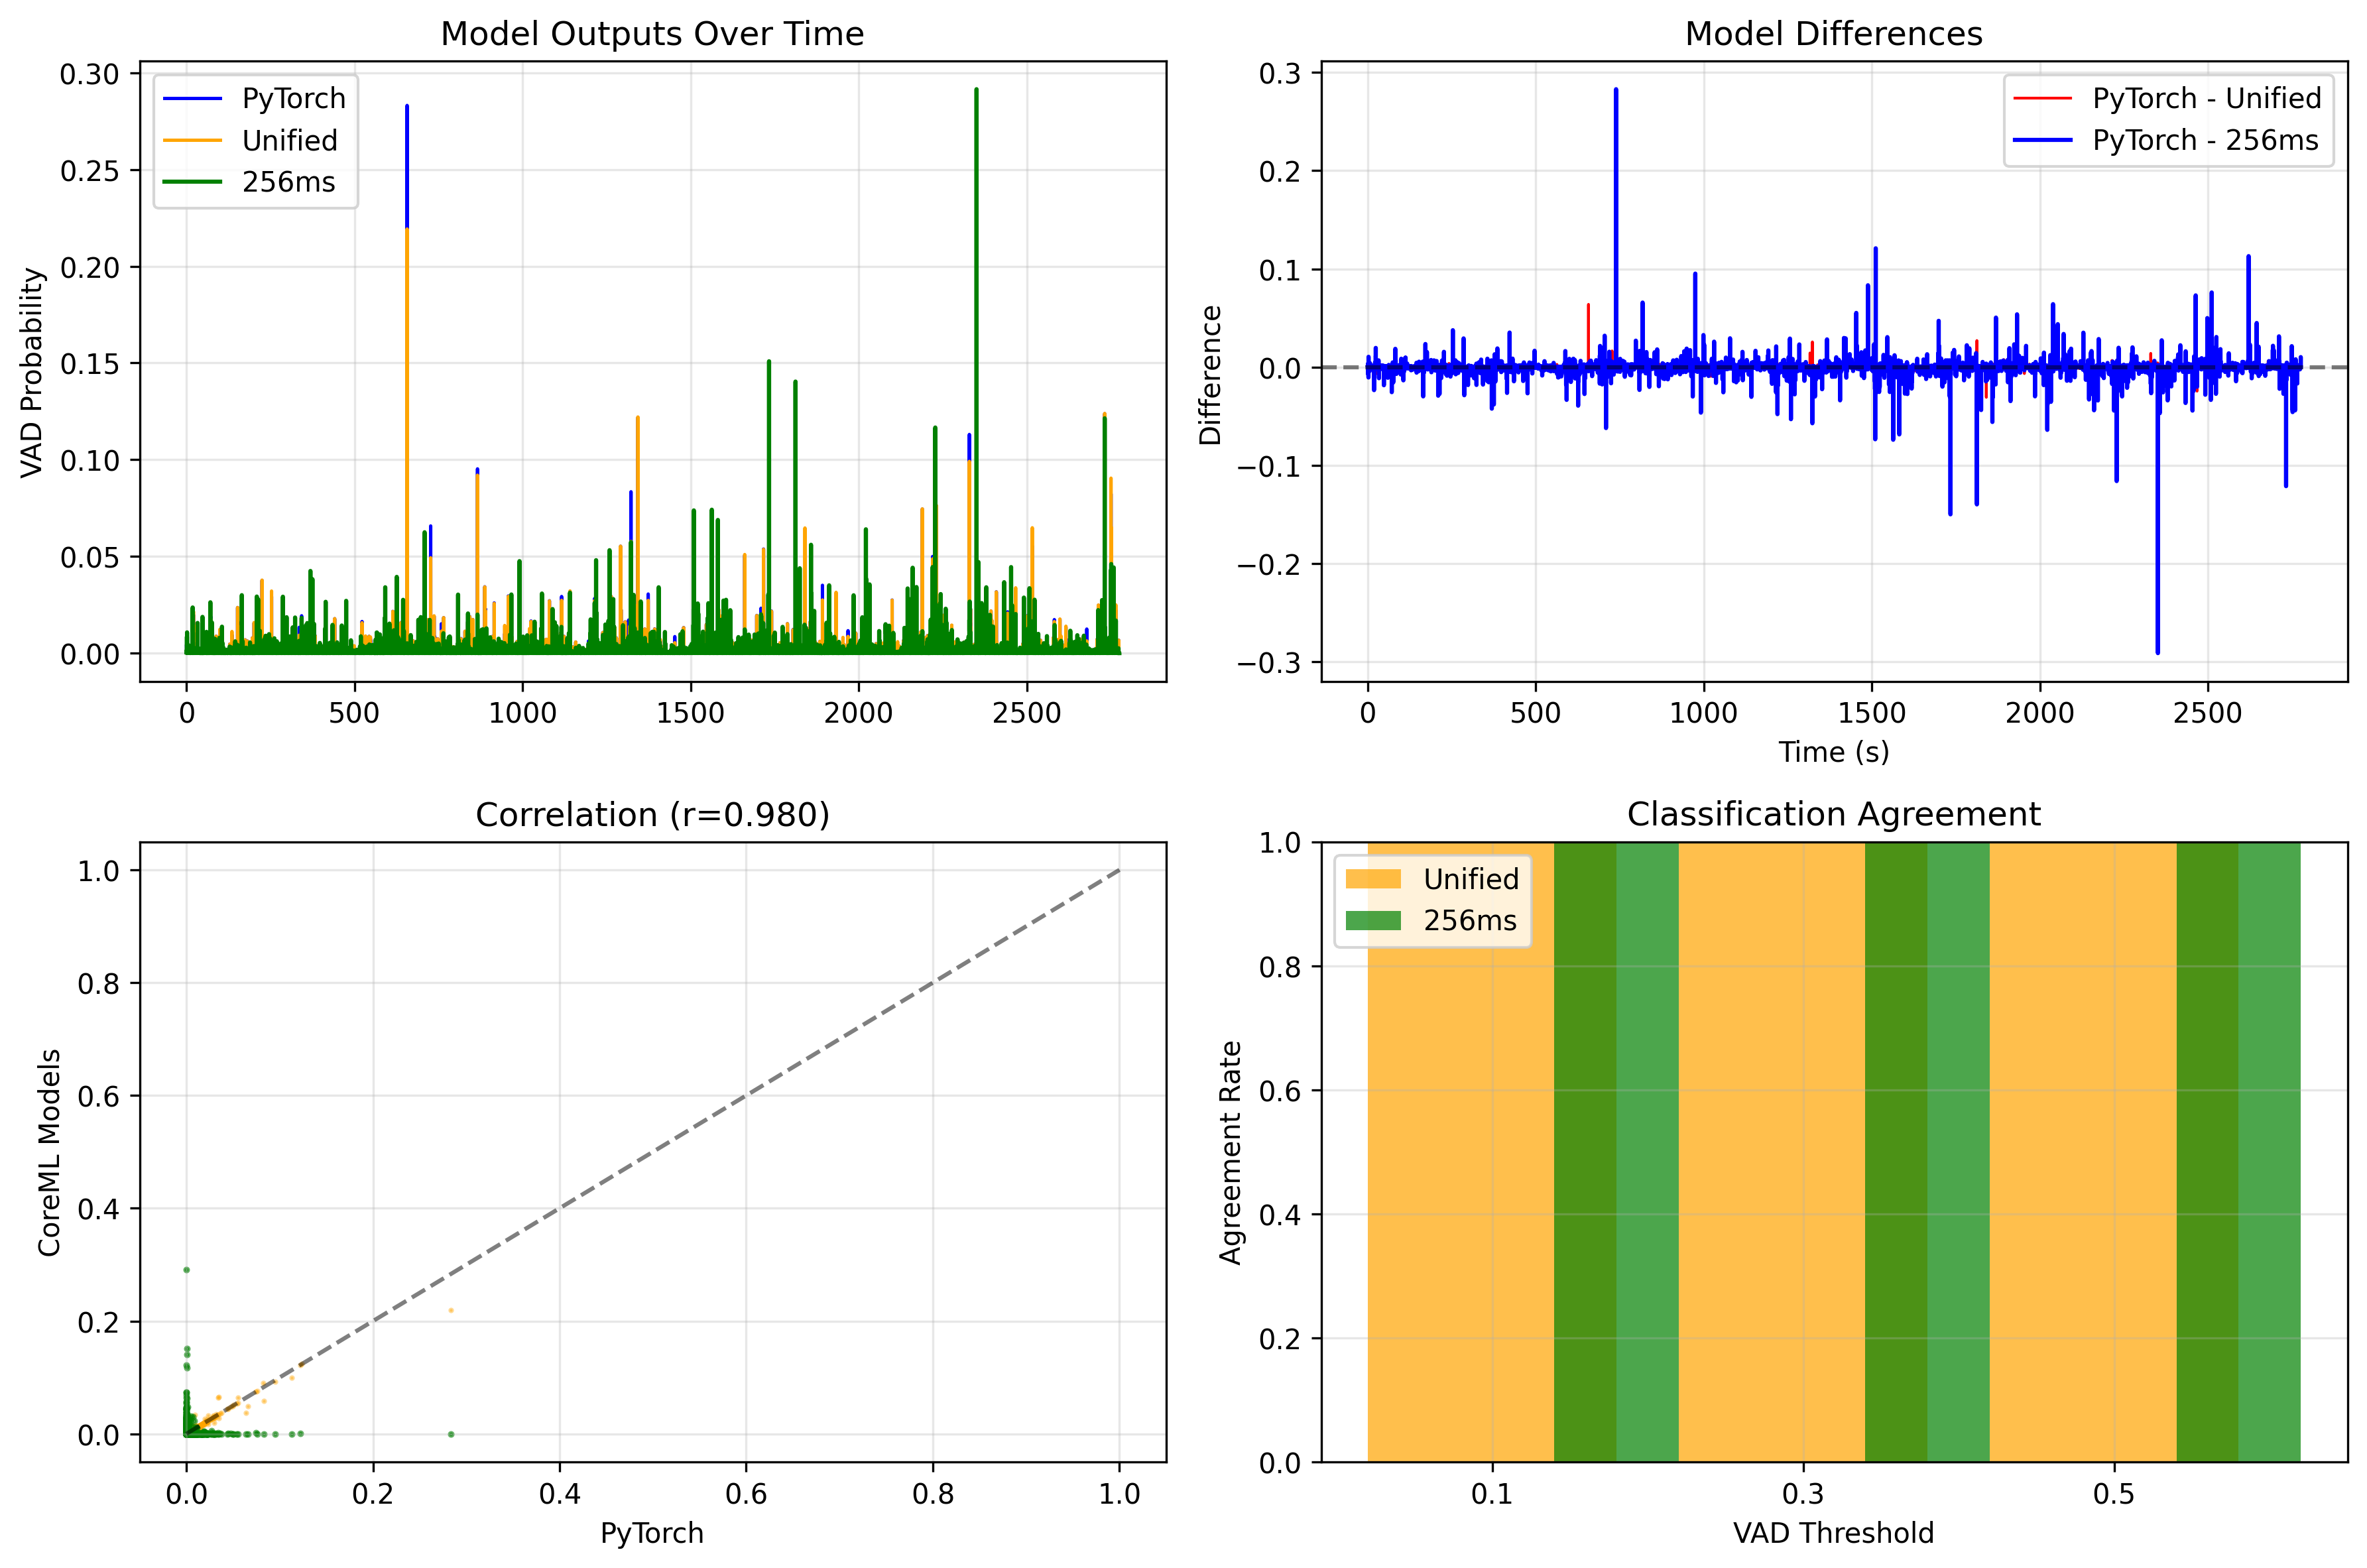 Model Outputs Over Time
0.30
0.25
0.20
0.15
0.10
0.05
0.00
VAD Probability
PyTorch
Unified
256ms
0 500 1000 1500 2000 2500
Model Differences
0.3
0.2
0.1
0.0
−0.1
−0.2
−0.3
Difference
PyTorch - Unified
PyTorch - 256ms
0 500 1000 1500 2000 2500
Time (s)
Correlation (r=0.980)
1.0
0.8
0.6
0.4
0.2
0.0
CoreML Models
0.0 0.2 0.4 0.6 0.8 1.0
PyTorch
Classification Agreement
1.0
0.8
0.6
0.4
0.2
0.0
Agreement Rate
Unified
256ms
0.1 0.3 0.5
VAD Threshold